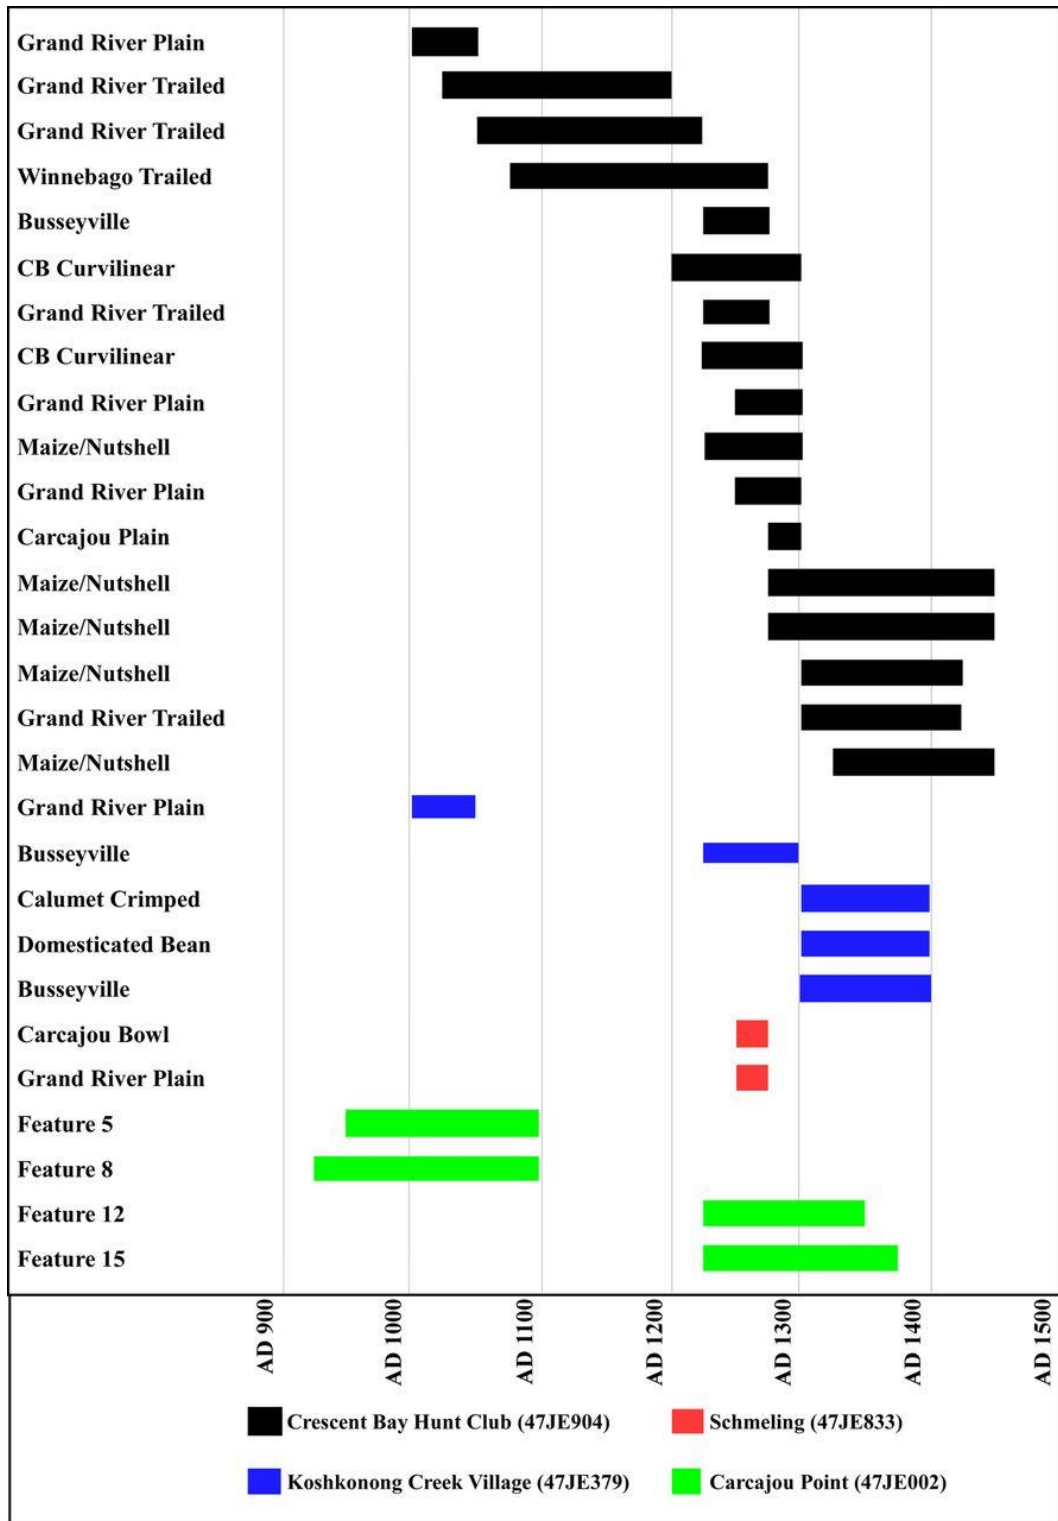 Grand River Plain
Grand River Trailed
Grand River Trailed
Winnebago Trailed
Busseyville
CB Curvilinear
Grand River Trailed
CB Curvilinear
Grand River Plain
Maize/Nutshell
Grand River Plain
Carcajou Plain
Maize/Nutshell
Maize/Nutshell
Maize/Nutshell
Grand River Trailed
Maize/Nutshell
Grand River Plain
Busseyville
Calumet Crimped
Domesticated Bean
Busseyville
Carcajou Bowl
Grand River Plain
Feature 5
Feature 8
Feature 12
Feature 15
AD 900
AD 1000
AD 1100
AD 1200
AD 1300
AD 1400
AD 1500
Crescent Bay Hunt Club (47JE904)
Schmeling (47JE833)
Koshkonong Creek Village (47JE379)
Carcajou Point (47JE002)